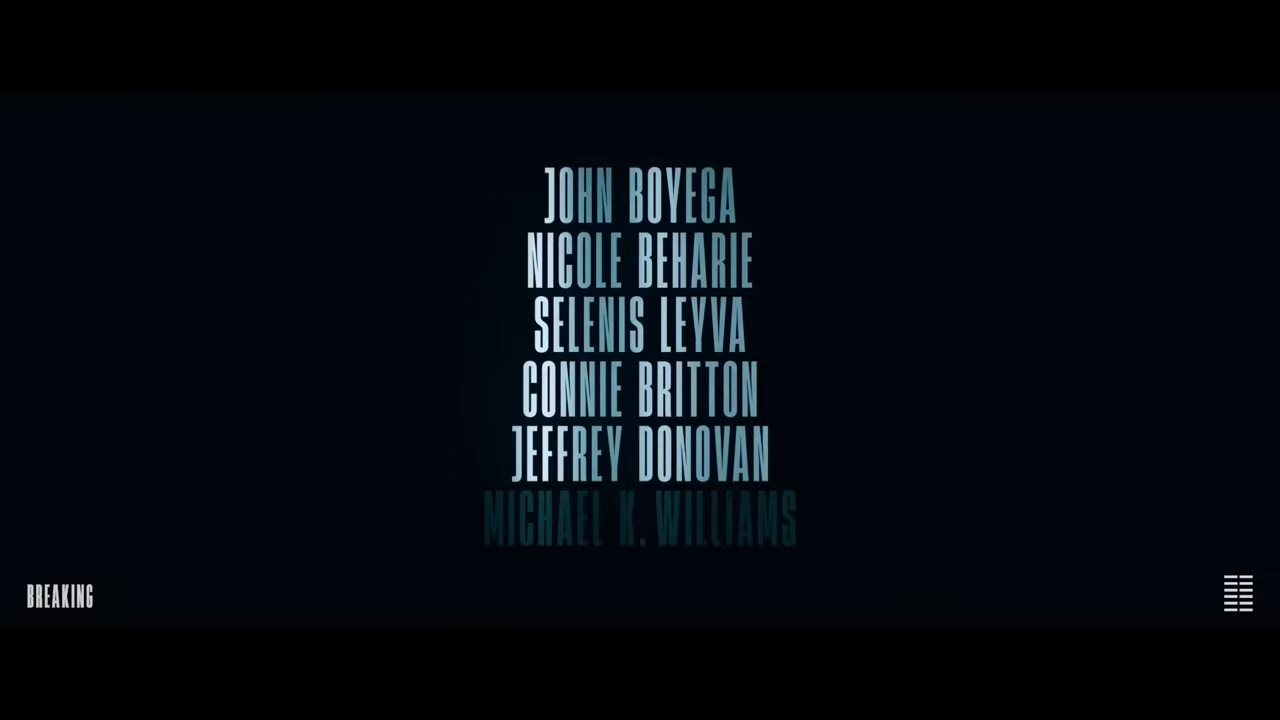 JOHN BOYEGA
NICOLE BEHARIE
SELENIS LEYVA
CONNIE BRITTON
JEFFREY DONOVAN
MICHAEL K. WILLIAMS
BREAKING